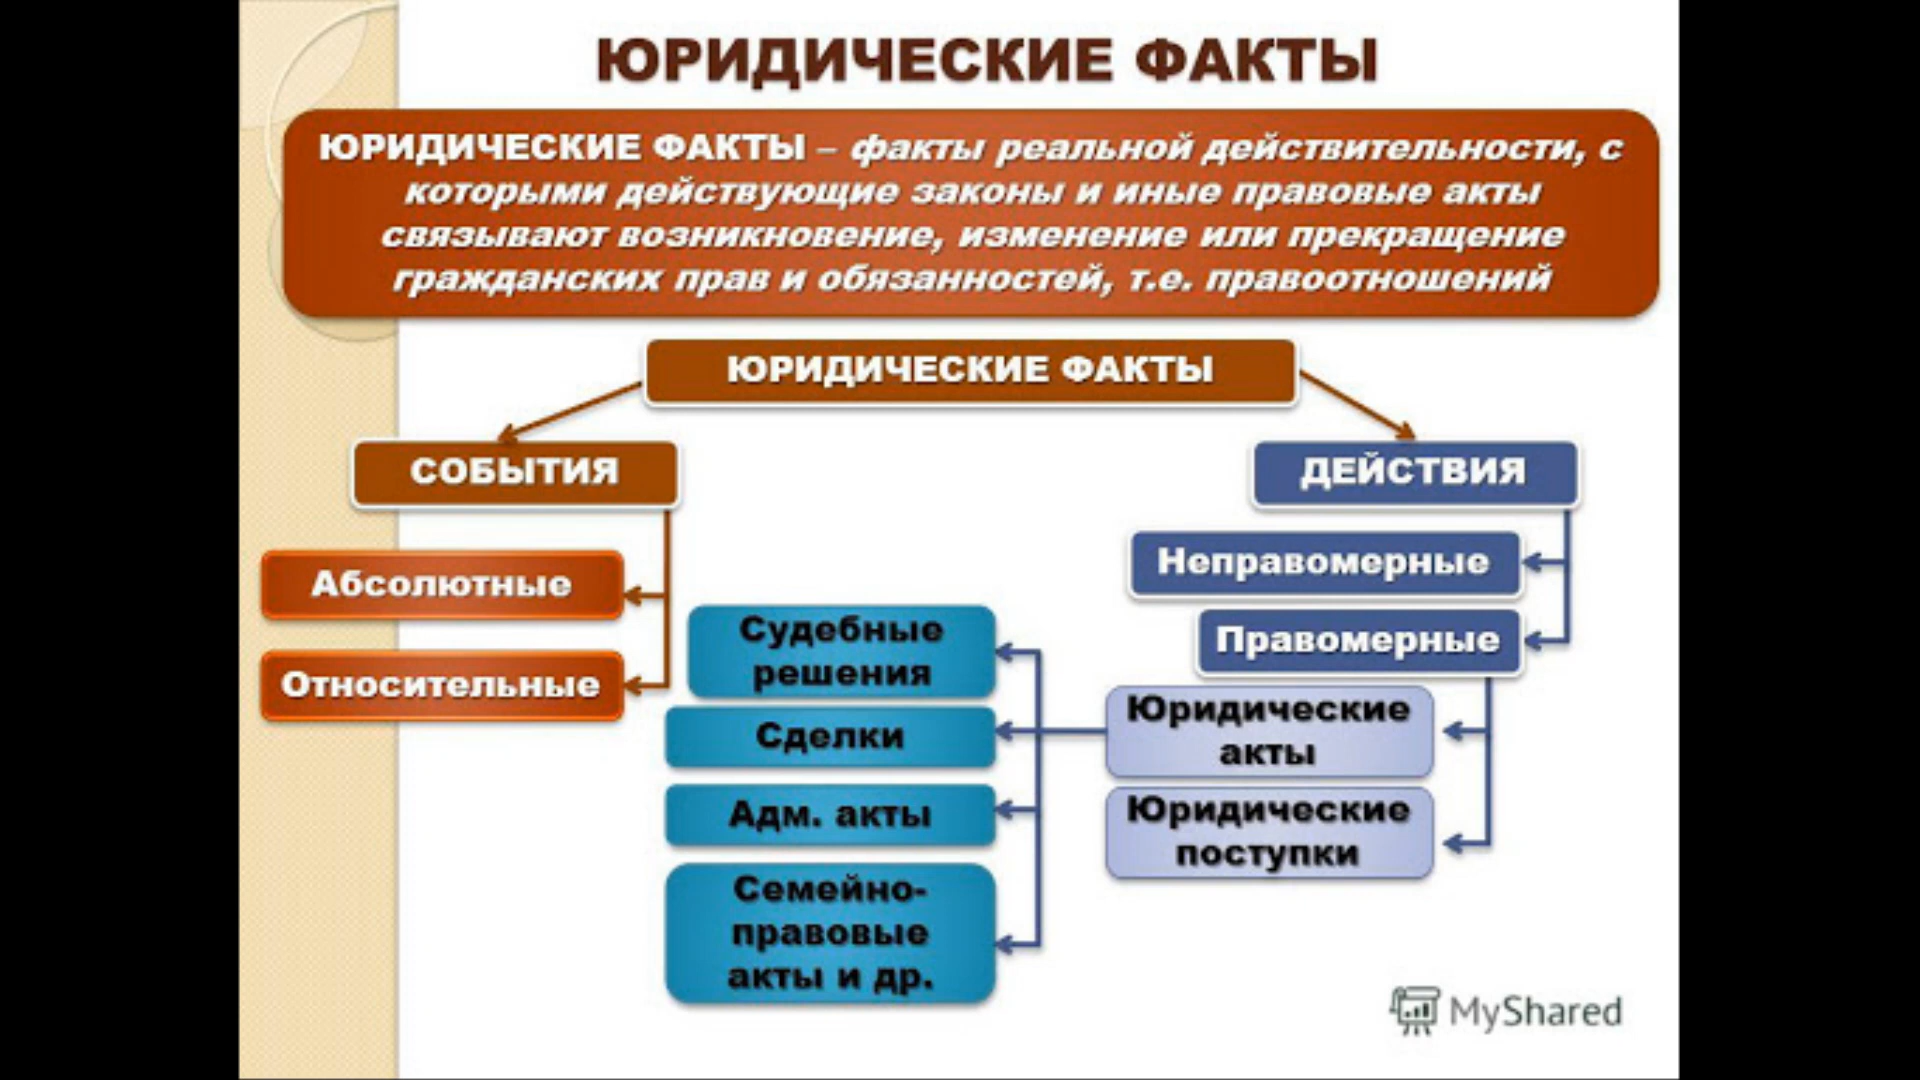 ЮРИДИЧЕСКИЕ ФАКТЫ
ЮРИДИЧЕСКИЕ ФАКТЫ – факты реальной действительности, с
которыми действующие законы и иные правовые акты
связывают возникновение, изменение или прекращение
гражданских прав и обязанностей, т.е. правоотношений
ЮРИДИЧЕСКИЕ ФАКТЫ
СОБЫТИЯ
Абсолютные
Относительные
ДЕЙСТВИЯ
Неправомерные
Правомерные
Юридические
акты
Юридические
поступки
Судебные
решения
Сделки
Адм. акты
Семейно-
правовые
акты и др.
MyShared